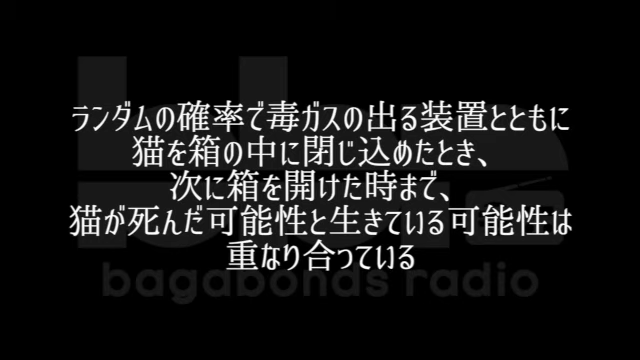 ランダムの確率で毒ガスの出る装置とともに
猫を箱の中に閉じ込めたとき、
次に箱を開けた時まで、
猫が死んだ可能性と生きている可能性は
重なり合っている
bbr
bagabonds radio